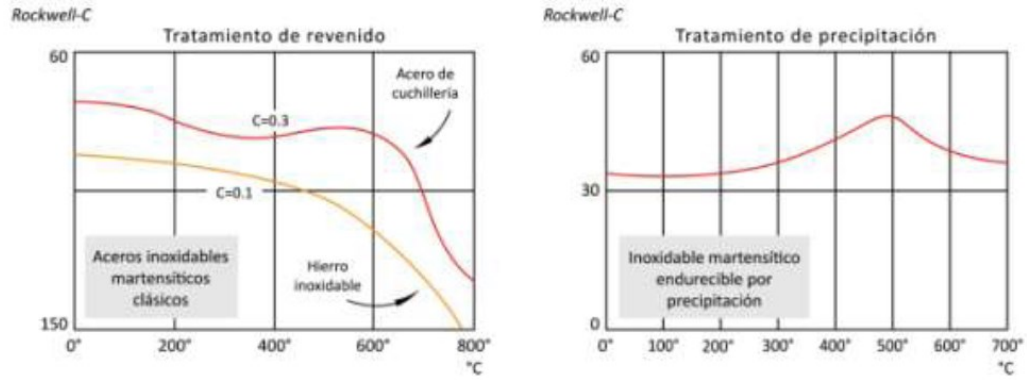 Rockwell-C
Tratamiento de revenido
60
Acero de
cuchillería
C=0.3
C=0.1
Aceros inoxidables
martensíticos
clásicos
Hierro
inoxidable
150
0° 200° 400° 600° 800°
°C
Rockwell-C
Tratamiento de precipitación
60
30
Inoxidable martensítico
endurecible por
precipitación
0
0° 100° 200° 300° 400° 500° 600° 700°
°C